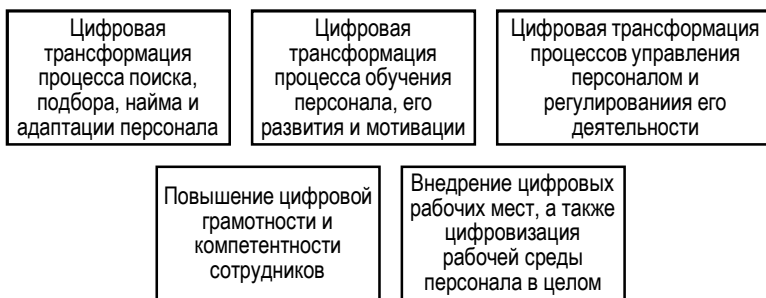 Цифровая
трансформация
процесса поиска,
подбора, найма и
адаптации персонала
Цифровая
трансформация
процесса обучения
персонала, его
развития и мотивации
Цифровая трансформация
процессов управления
персоналом и
регулированиия его
деятельности
Повышение цифровой
грамотности и
компетентности
сотрудников
Внедрение цифровых
рабочих мест, а также
цифровизация
рабочей среды
персонала в целом